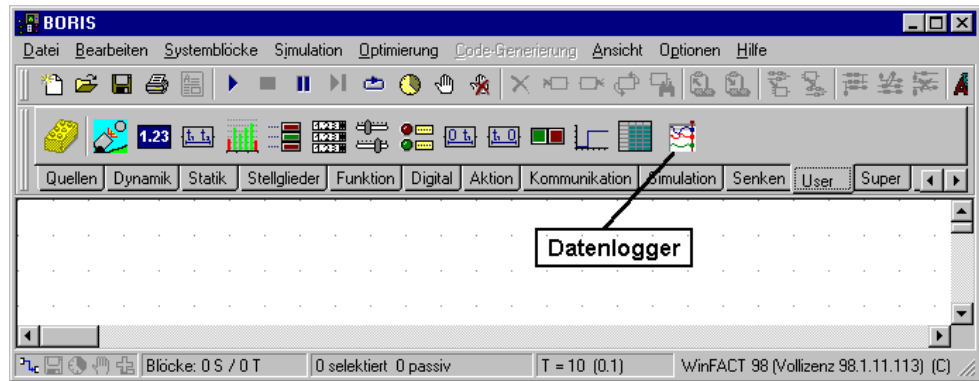 BORIS
Datei Bearbeiten Systemblöcke Simulation Optimierung Code-Generierung Ansicht Optionen Hilfe
1.23
Quellen Dynamik Statik Stellglieder Funktion Digital Aktion Kommunikation Simulation Senken User Super
Datenlogger
Blöcke: 0 S / 0 T 0 selektiert 0 passiv T = 10 (0.1) WinFACT 98 (Vollizenz 98.1.11.113) (C)